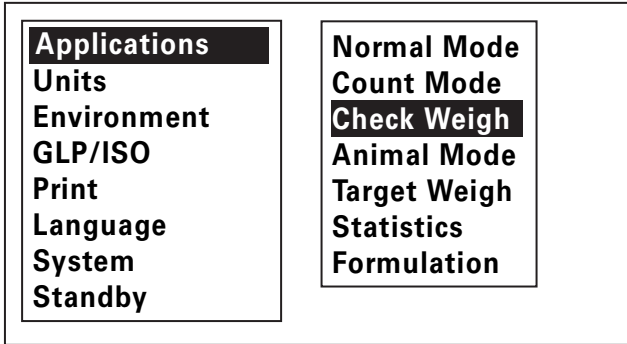 Applications
Units
Environment
GLP/ISO
Print
Language
System
Standby
Normal Mode
Count Mode
Check Weigh
Animal Mode
Target Weigh
Statistics
Formulation